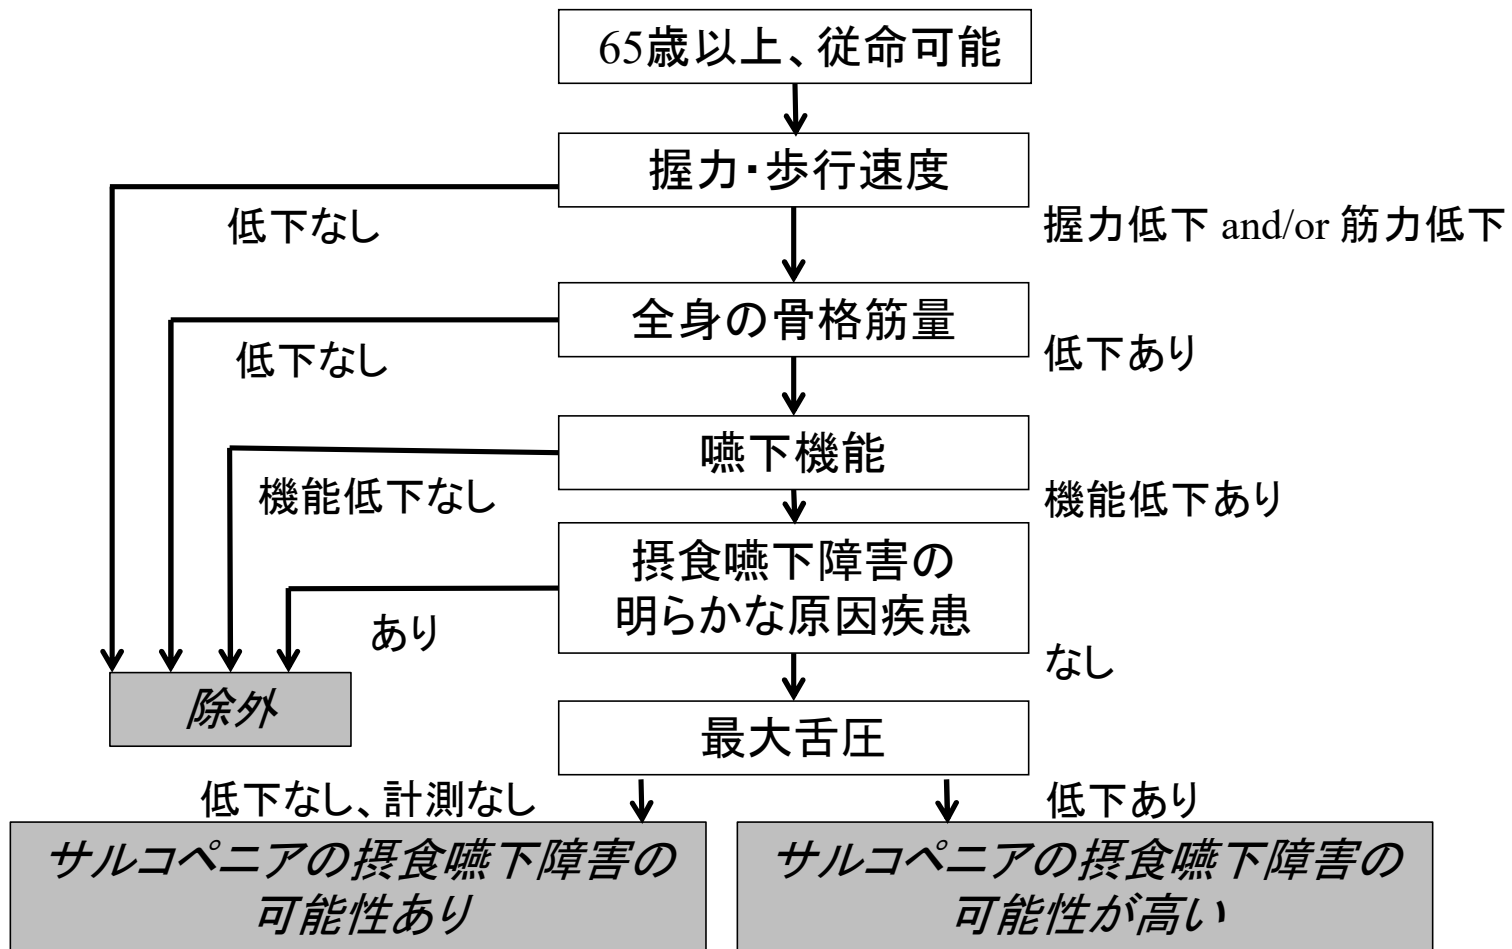 65歳以上、従命可能
握力・歩行速度
低下なし
握力低下 and/or 筋力低下
全身の骨格筋量
低下なし
低下あり
嚥下機能
機能低下なし
機能低下あり
摂食嚥下障害の
明らかな原因疾患
あり
なし
除外
最大舌圧
低下なし、計測なし
低下あり
サルコペニアの摂食嚥下障害の
可能性あり
サルコペニアの摂食嚥下障害の
可能性が高い